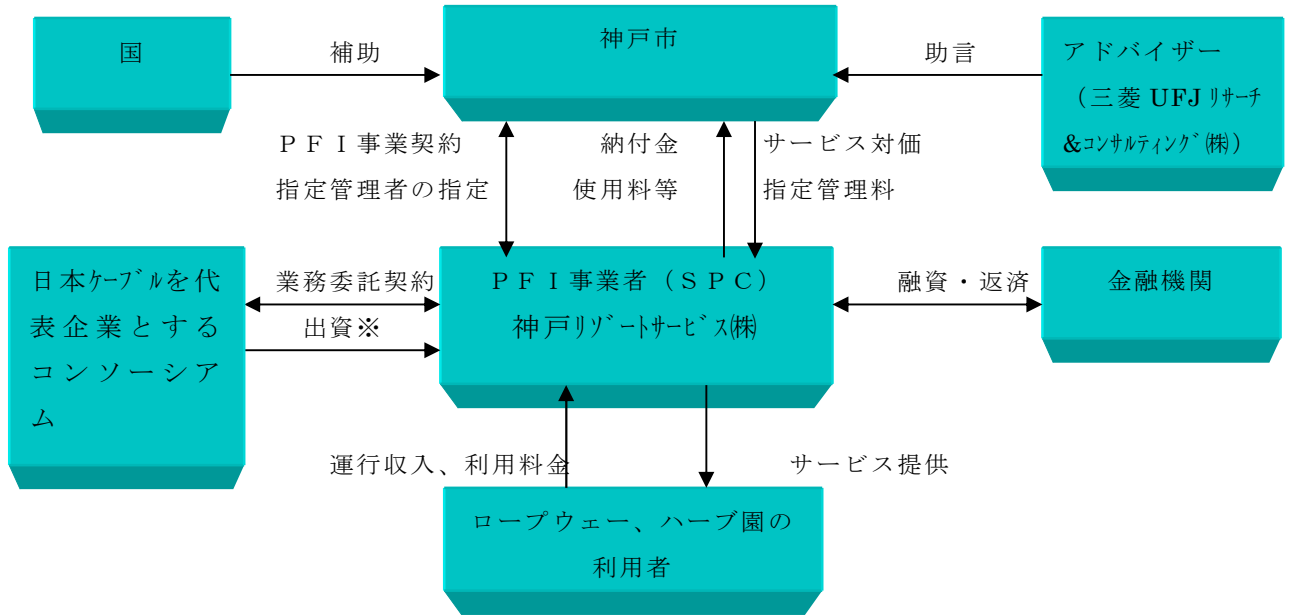 国
補助
神戸市
助言
アドバイザー
（三菱 UFJ ﾘｻｰﾁ
&ｺﾝｻﾙﾃｨﾝｸﾞ㈱）
ＰＦＩ事業契約
指定管理者の指定
納付金
使用料等
サービス対価
指定管理料
日本ｹｰﾌﾞﾙを代
表企業とする
コンソーシア
ム
業務委託契約
出資※
ＰＦＩ事業者（ＳＰＣ）
神戸ﾘｿﾞｰﾄｻｰﾋﾞｽ㈱
融資・返済
金融機関
運行収入、利用料金
サービス提供
ロープウェー、ハーブ園の
利用者